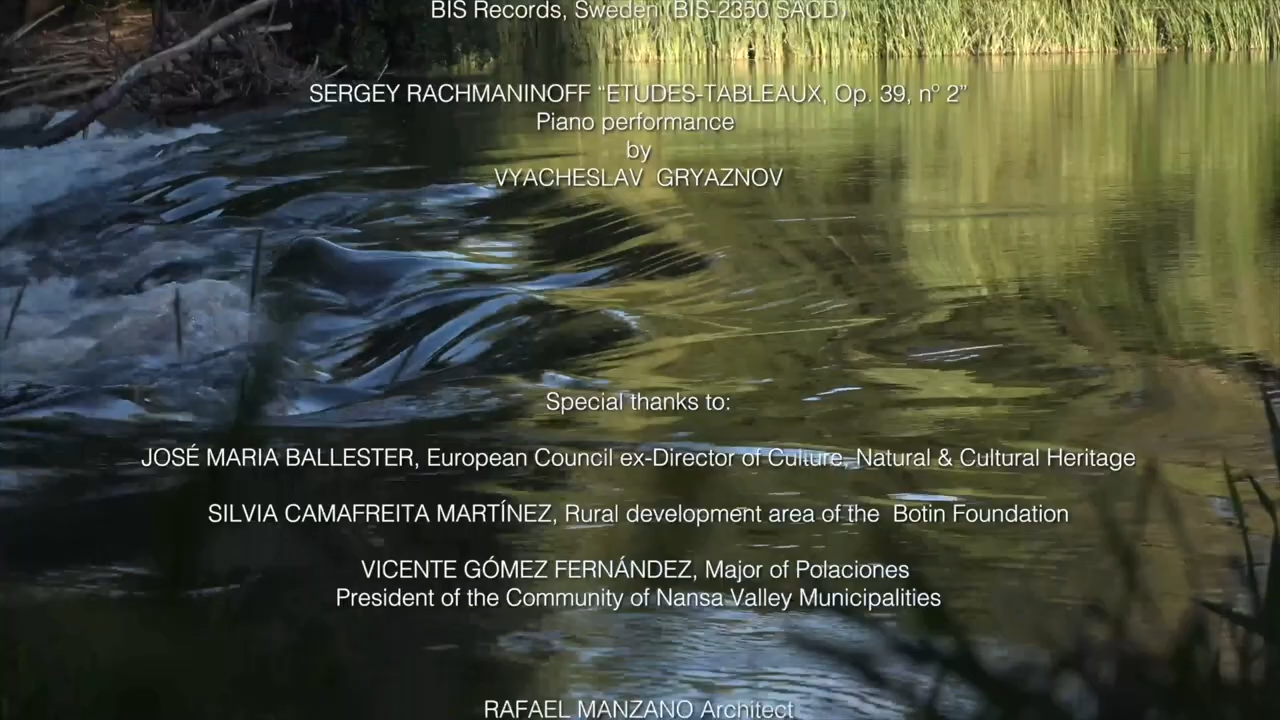 BIS Records, Sweden (BIS-2350 SACD)
SERGEY RACHMANINOFF “ETUDES-TABLEAUX, Op. 39, nº 2”
Piano performance
by
VYACHESLAV GRYAZNOV
Special thanks to:
JOSÉ MARIA BALLESTER, European Council ex-Director of Culture, Natural & Cultural Heritage
SILVIA CAMAFREITA MARTÍNEZ, Rural development area of the Botin Foundation
VICENTE GÓMEZ FERNÁNDEZ, Major of Polaciones
President of the Community of Nansa Valley Municipalities
RAFAEL MANZANO Architect